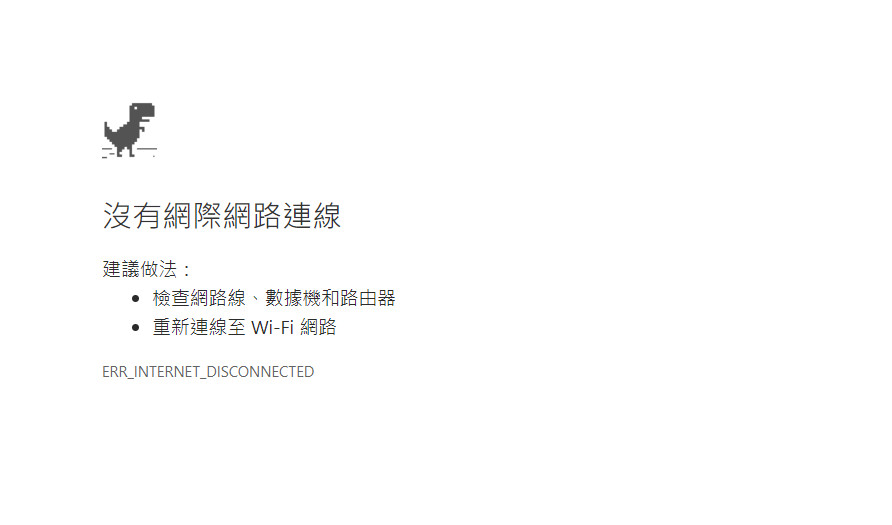 沒有網際網路連線
建議做法：
• 檢查網路線、數據機和路由器
• 重新連線至 Wi-Fi 網路
ERR_INTERNET_DISCONNECTED